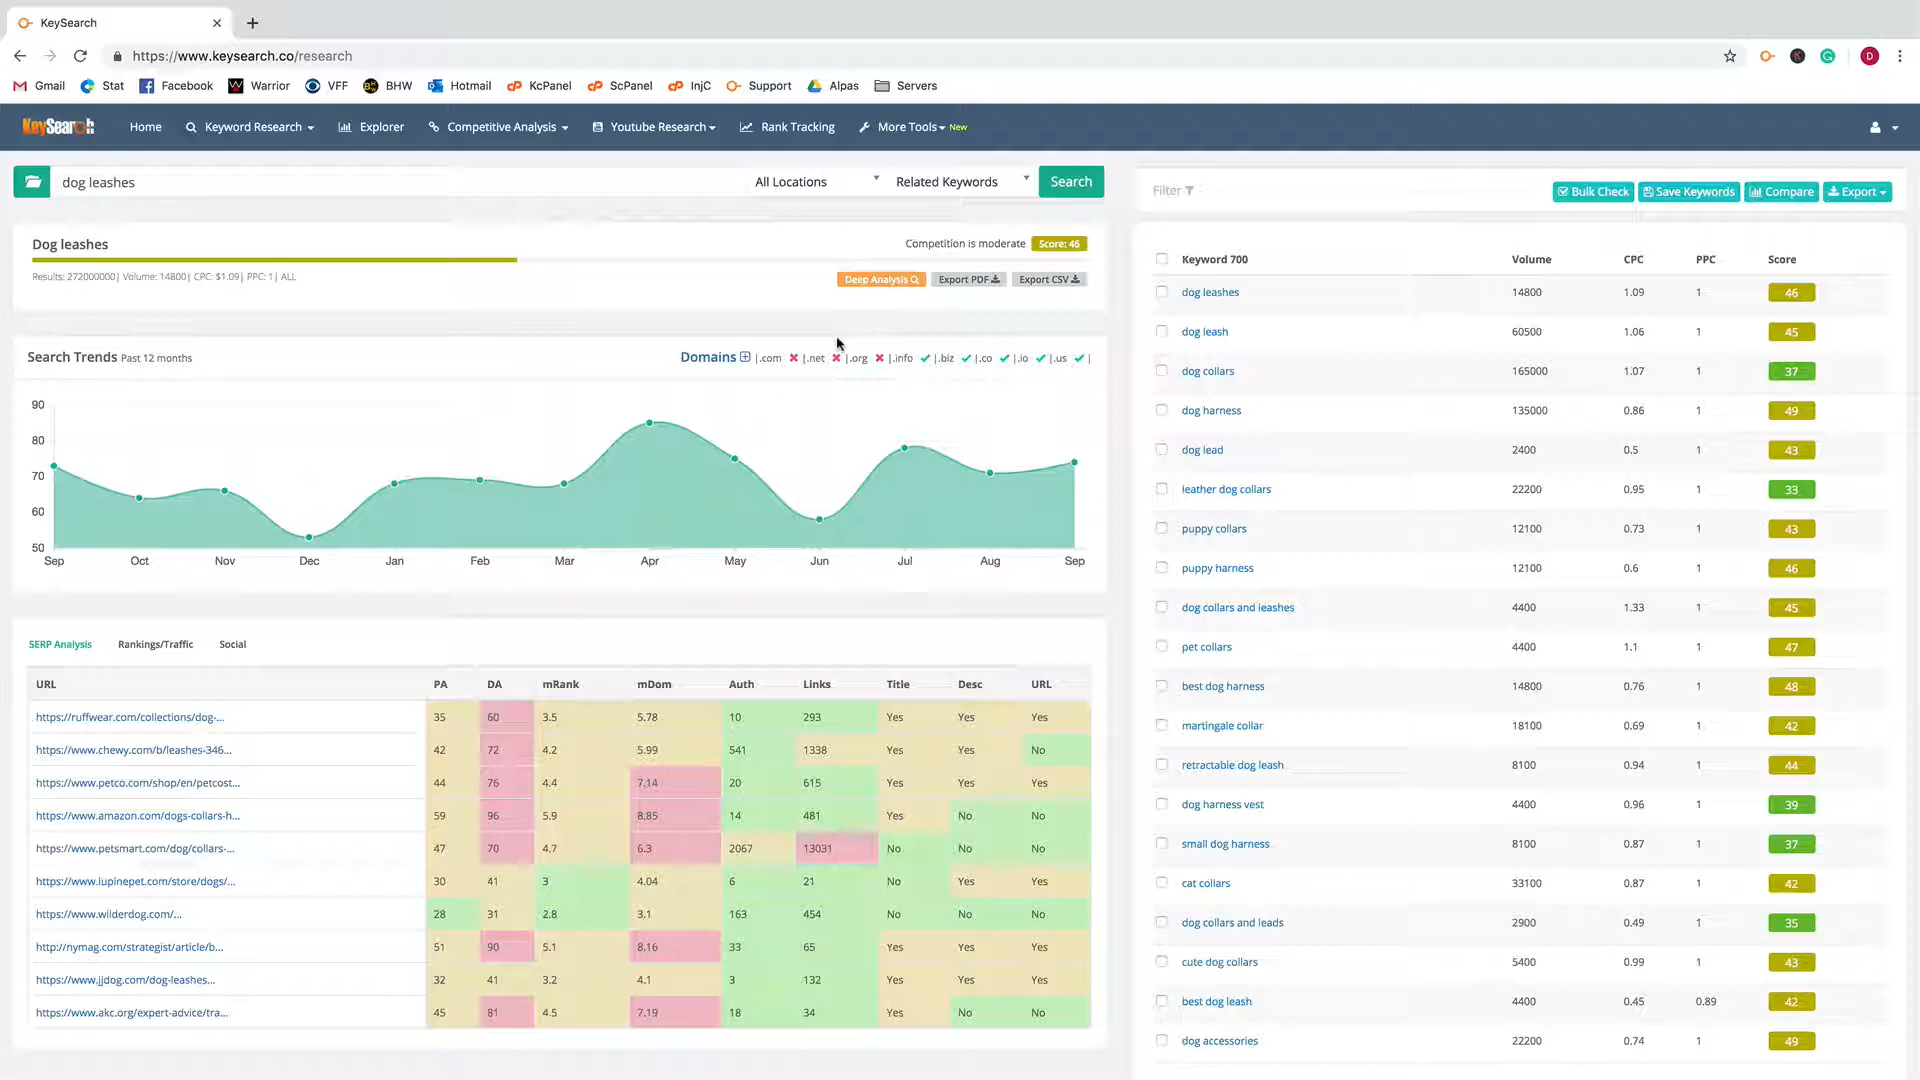 KeySearch
https://www.keysearch.co/research
Gmail Stat Facebook Warrior VFF BHW Hotmail KcPanel ScPanel InjC Support Alpas Servers
KeySearch Home Keyword Research Explorer Competitive Analysis Youtube Research Rank Tracking More Tools New
dog leashes All Locations Related Keywords Search
Dog leashes Competition is moderate Score: 46
Results: 272000000| Volume: 14800| CPC: $1.09| PPC: 1| ALL
Deep Analysis Export PDF Export CSV
Search Trends Past 12 months Domains |.com |.net |.org |.info |.biz |.co |.io |.us |
90
80
70
60
50
Sep Oct Nov Dec Jan Feb Mar Apr May Jun Jul Aug Sep
SERP Analysis Rankings/Traffic Social
URL PA DA mRank mDom Auth Links Title Desc URL
https://ruffwear.com/collections/dog-... 35 60 3.5 5.78 10 293 Yes Yes Yes
https://www.chewy.com/b/leashes-346... 42 72 4.2 5.99 541 1338 Yes Yes No
https://www.petco.com/shop/en/petcost... 44 76 4.4 7.14 20 615 Yes Yes Yes
https://www.amazon.com/dogs-collars-h... 59 96 5.9 8.85 14 481 Yes No No
https://www.petsmart.com/dog/collars-... 47 70 4.7 6.3 2067 13031 No No No
https://www.lupinepet.com/store/dogs/... 30 41 3 4.04 6 21 No Yes Yes
https://www.wilderdog.com/... 28 31 2.8 3.1 163 454 No No No
http://nymag.com/strategist/article/b... 51 90 5.1 8.16 33 65 Yes Yes Yes
https://www.jjdog.com/dog-leashes... 32 41 3.2 4.1 3 132 Yes Yes Yes
https://www.akc.org/expert-advice/tra... 45 81 4.5 7.19 18 34 Yes No No
Filter Bulk Check Save Keywords Compare Export
Keyword 700 Volume CPC PPC Score
dog leashes 14800 1.09 1 46
dog leash 60500 1.06 1 45
dog collars 165000 1.07 1 37
dog harness 135000 0.86 1 49
dog lead 2400 0.5 1 43
leather dog collars 22200 0.95 1 33
puppy collars 12100 0.73 1 43
puppy harness 12100 0.6 1 46
dog collars and leashes 4400 1.33 1 45
pet collars 4400 1.1 1 47
best dog harness 14800 0.76 1 48
martingale collar 18100 0.69 1 42
retractable dog leash 8100 0.94 1 44
dog harness vest 4400 0.96 1 39
small dog harness 8100 0.87 1 37
cat collars 33100 0.87 1 42
dog collars and leads 2900 0.49 1 35
cute dog collars 5400 0.99 1 43
best dog leash 4400 0.45 0.89 42
dog accessories 22200 0.74 1 49